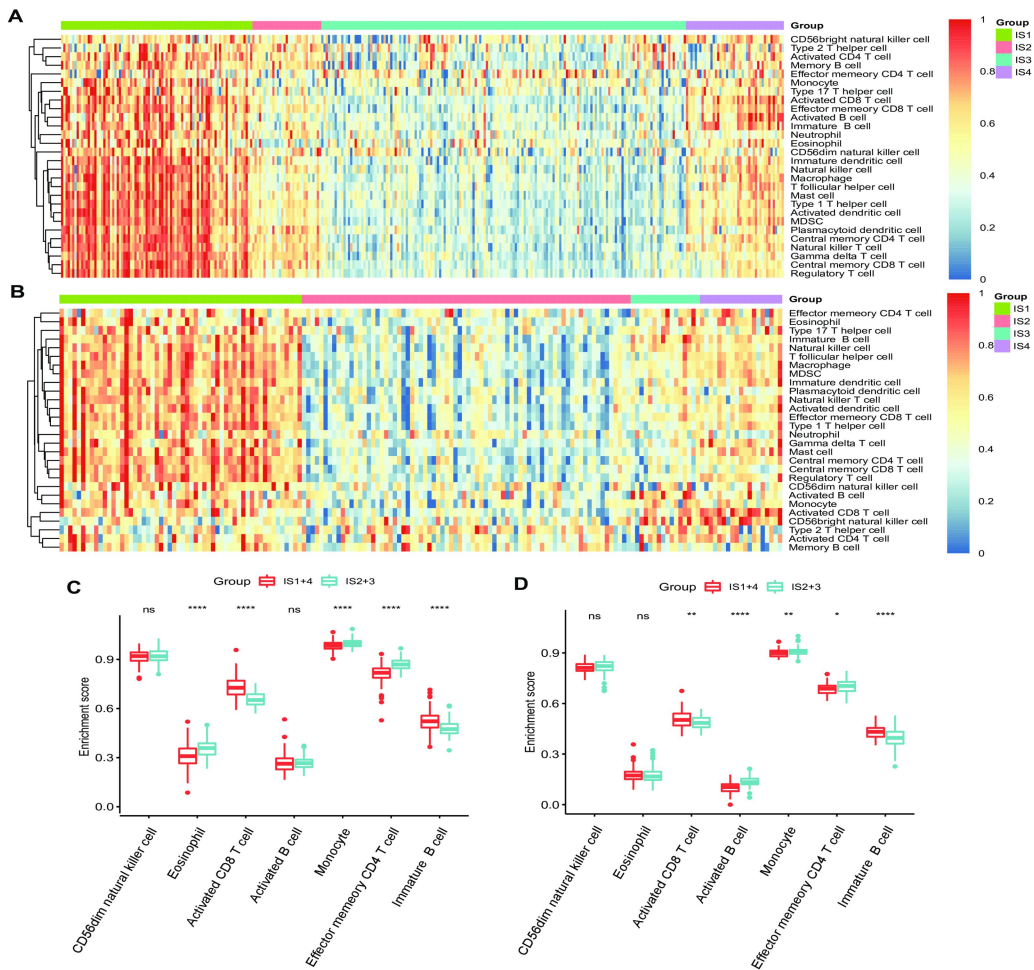 A
Group
CD56bright natural killer cell
Type 2 T helper cell
Activated CD4 T cell
Memory B cell
Effector memeory CD4 T cell
Monocyte
Type 17 T helper cell
Activated CD8 T cell
Effector memeory CD8 T cell
Activated B cell
Immature B cell
Neutrophil
Eosinophil
CD56dim natural killer cell
Immature dendritic cell
Natural killer cell
Macrophage
T follicular helper cell
Mast cell
Type 1 T helper cell
Activated dendritic cell
MDSC
Plasmacytoid dendritic cell
Central memory CD4 T cell
Natural killer T cell
Gamma delta T cell
Central memory CD8 T cell
Regulatory T cell
1
0.8
0.6
0.4
0.2
0
Group
IS1
IS2
IS3
IS4
B
Group
Effector memeory CD4 T cell
Eosinophil
Type 17 T helper cell
Immature B cell
Natural killer cell
T follicular helper cell
Macrophage
MDSC
Immature dendritic cell
Plasmacytoid dendritic cell
Natural killer T cell
Activated dendritic cell
Effector memeory CD8 T cell
Type 1 T helper cell
Neutrophil
Gamma delta T cell
Mast cell
Central memory CD4 T cell
Central memory CD8 T cell
Regulatory T cell
CD56dim natural killer cell
Activated B cell
Monocyte
Activated CD8 T cell
CD56bright natural killer cell
Type 2 T helper cell
Activated CD4 T cell
Memory B cell
1
0.8
0.6
0.4
0.2
0
Group
IS1
IS2
IS3
IS4
C
Group IS1+4 IS2+3
ns **** **** ns **** **** ****
Enrichment score
0.9
0.6
0.3
0.0
CD56dim natural killer cell
Eosinophil
Activated CD8 T cell
Activated B cell
Monocyte
Effector memeory CD4 T cell
Immature B cell
D
Group IS1+4 IS2+3
ns ns ** **** ** * ****
Enrichment score
0.9
0.6
0.3
0.0
CD56dim natural killer cell
Eosinophil
Activated CD8 T cell
Activated B cell
Monocyte
Effector memeory CD4 T cell
Immature B cell